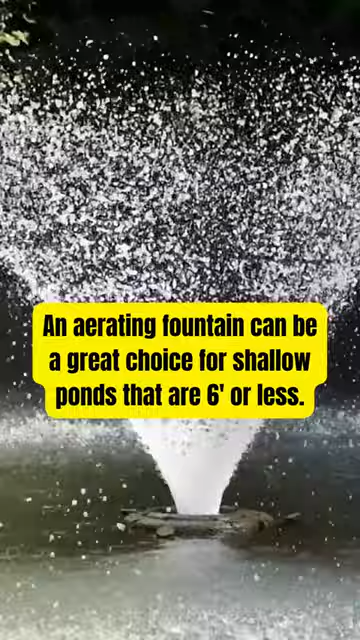 An aerating fountain can be
a great choice for shallow
ponds that are 6' or less.